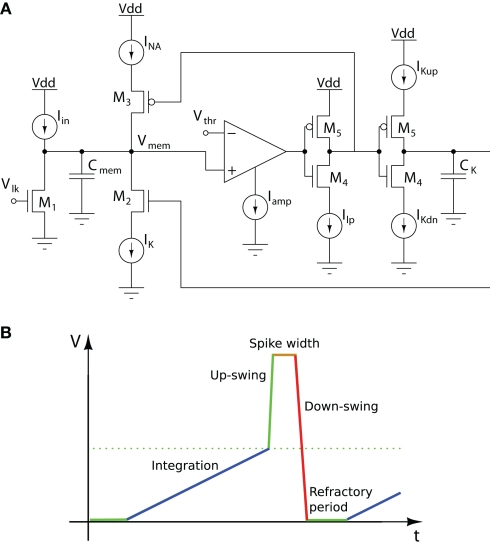 A
Vdd
I_NA
Vdd
I_Kup
Vdd
I_in
M_3
V_thr
Vdd
M_5
M_5
V_mem
C_mem
−
+
M_4
M_4
C_K
V_lk
M_1
M_2
I_amp
I_lp
I_Kdn
I_K
B
V
Spike width
Up-swing
Down-swing
Integration
Refractory
period
t